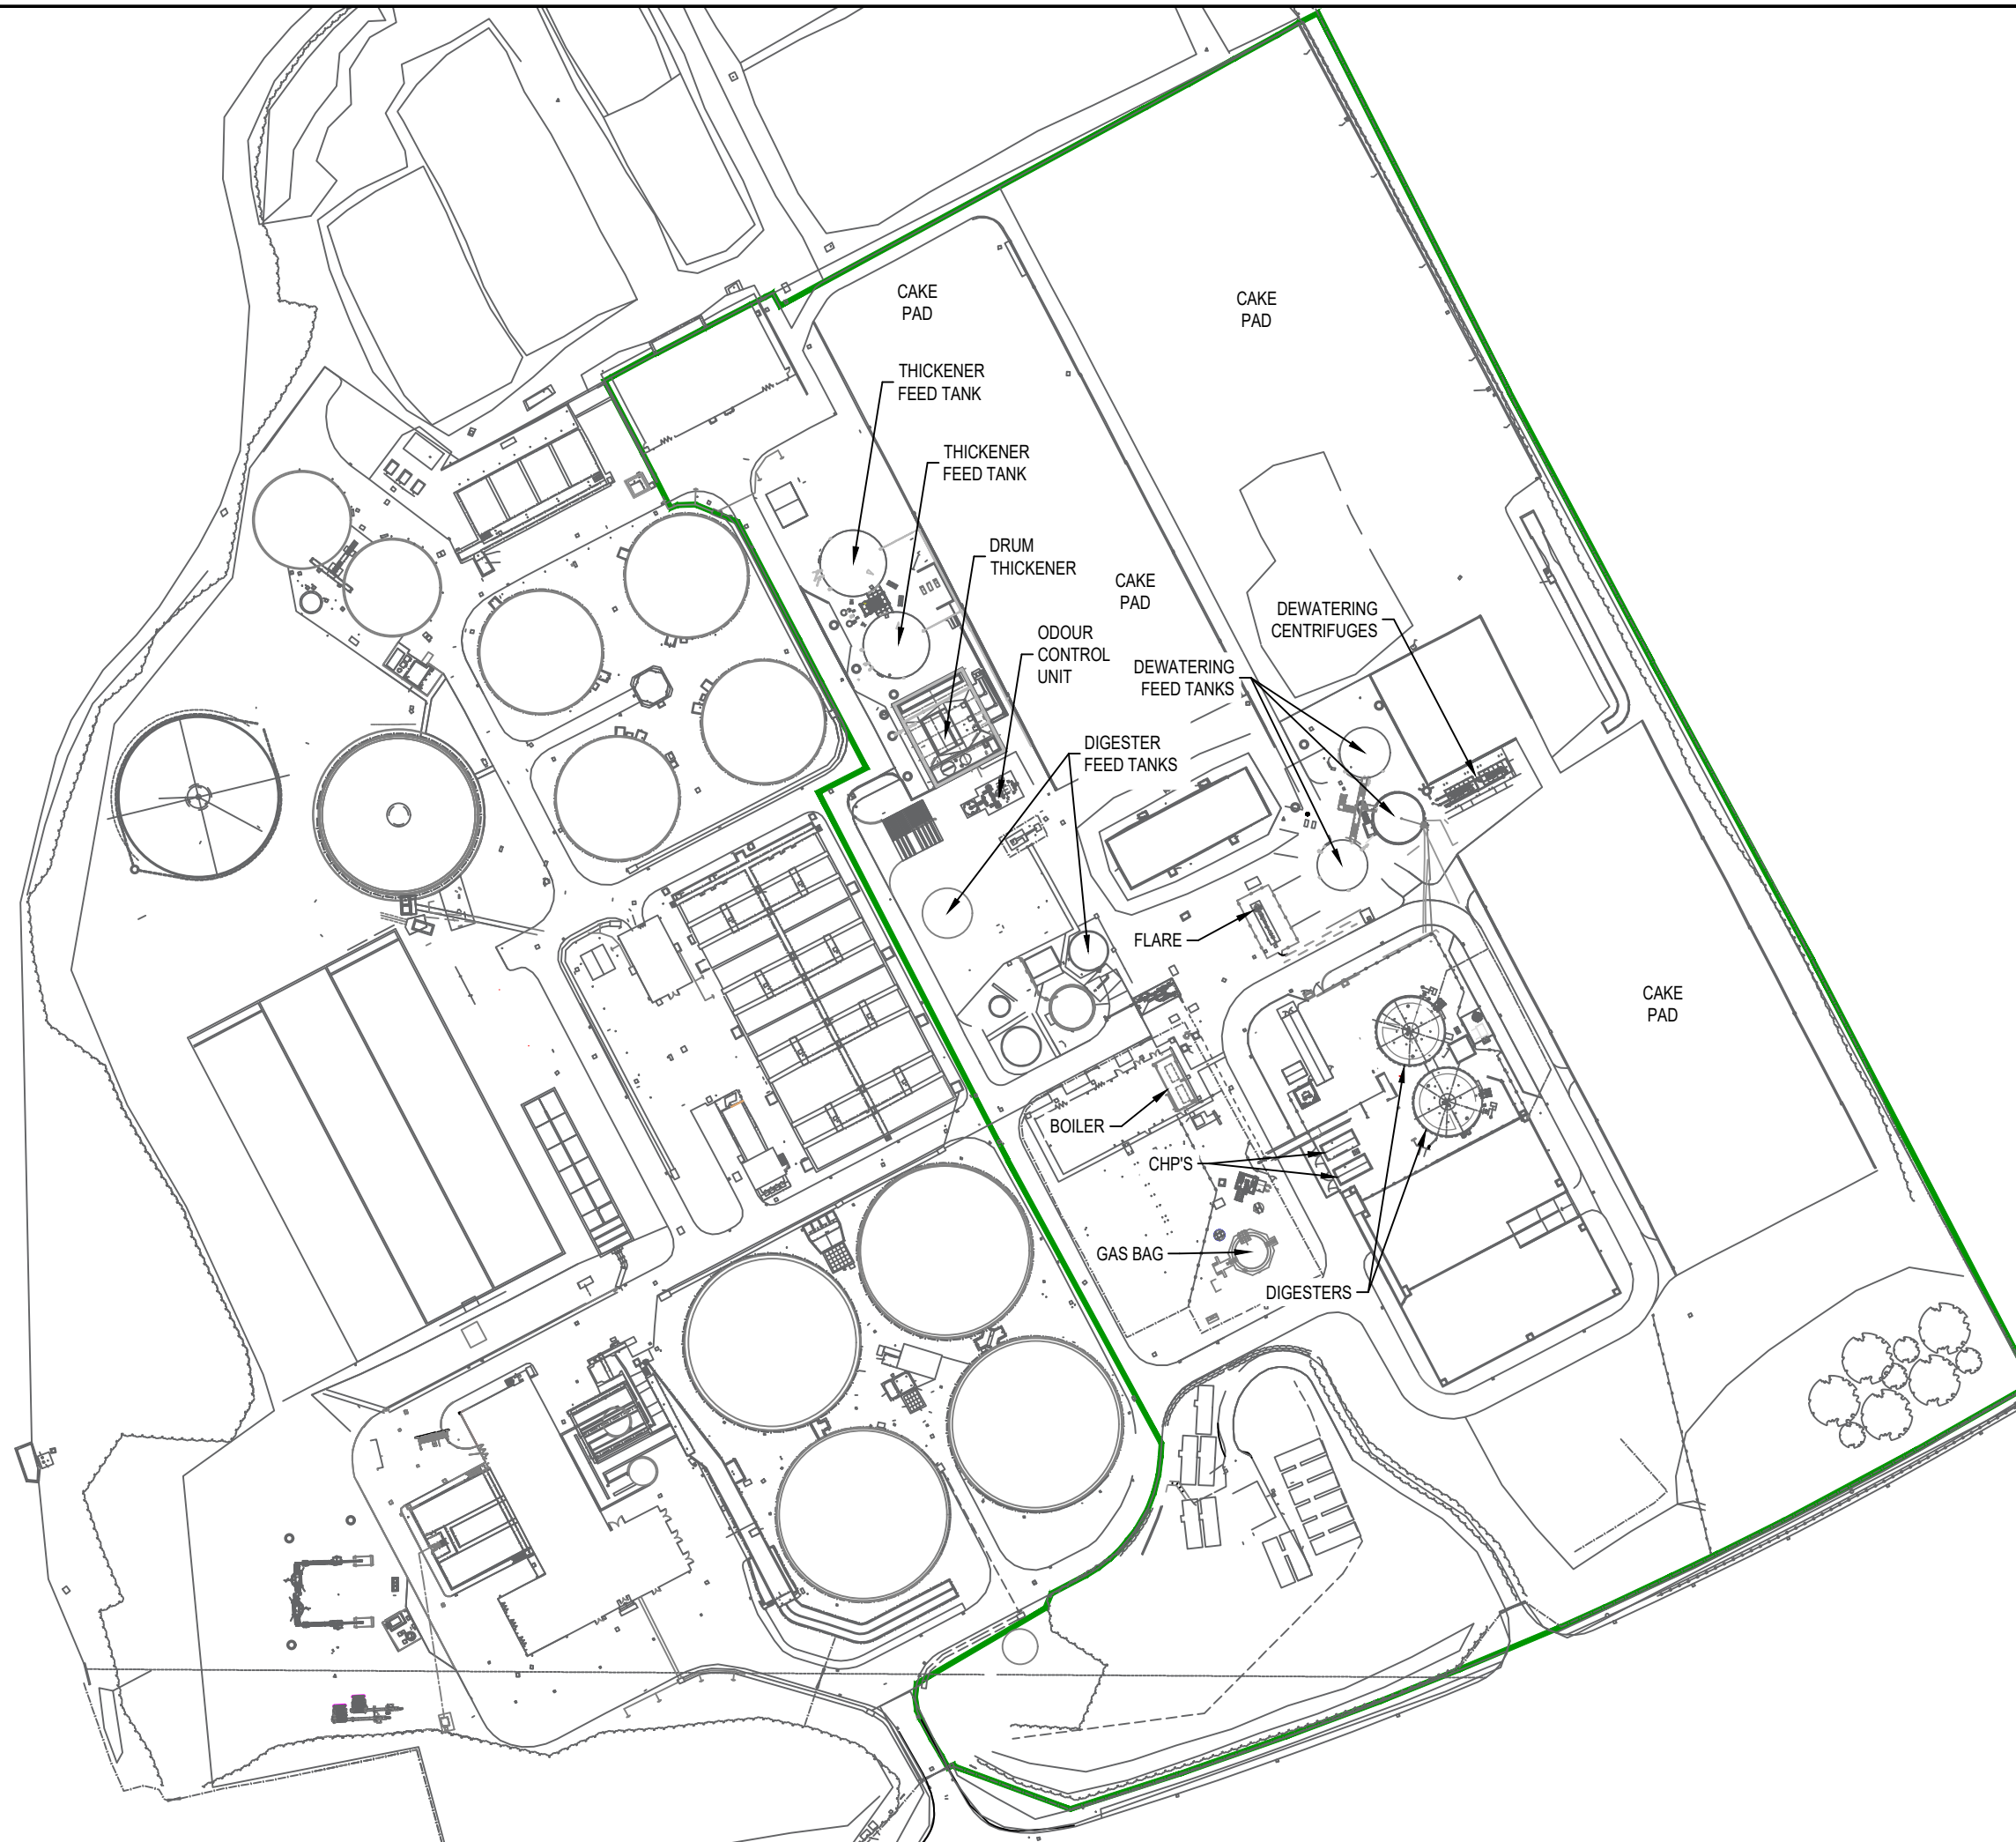 CAKE
PAD
CAKE
PAD
THICKENER
FEED TANK
THICKENER
FEED TANK
DRUM
THICKENER
CAKE
PAD
DEWATERING
CENTRIFUGES
ODOUR
CONTROL
UNIT
DEWATERING
FEED TANKS
DIGESTER
FEED TANKS
FLARE
CAKE
PAD
BOILER
CHP'S
GAS BAG
DIGESTERS